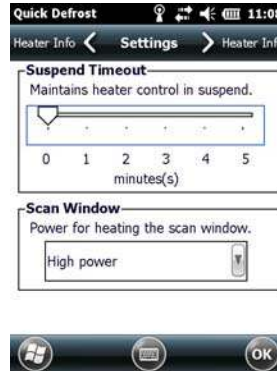 Quick Defrost 11:08
Heater Info Settings Heater Inf
Suspend Timeout
Maintains heater control in suspend.
0 1 2 3 4 5
minutes(s)
Scan Window
Power for heating the scan window.
High power
OK